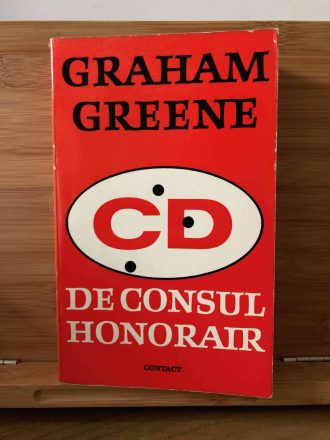 GRAHAM
GREENE
CD
DE CONSUL
HONORAIR
CONTACT